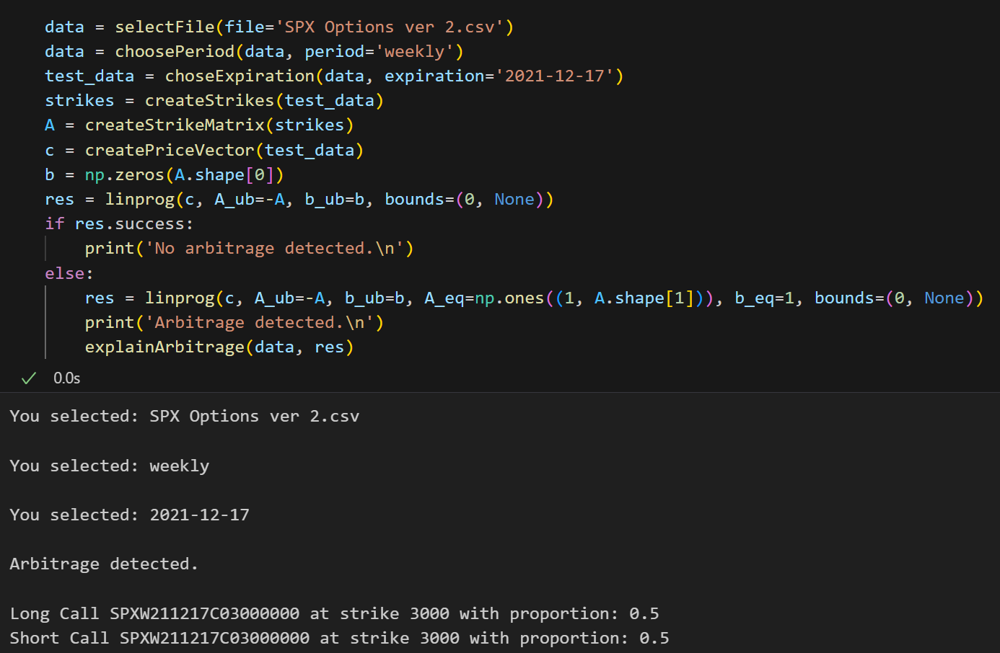 data = selectFile(file='SPX Options ver 2.csv')
data = choosePeriod(data, period='weekly')
test_data = choseExpiration(data, expiration='2021-12-17')
strikes = createStrikes(test_data)
A = createStrikeMatrix(strikes)
c = createPriceVector(test_data)
b = np.zeros(A.shape[0])
res = linprog(c, A_ub=-A, b_ub=b, bounds=(0, None))
if res.success:
    print('No arbitrage detected.\n')
else:
    res = linprog(c, A_ub=-A, b_ub=b, A_eq=np.ones((1, A.shape[1])), b_eq=1, bounds=(0, None))
    print('Arbitrage detected.\n')
    explainArbitrage(data, res)
0.0s
You selected: SPX Options ver 2.csv
You selected: weekly
You selected: 2021-12-17
Arbitrage detected.
Long Call SPXW211217C03000000 at strike 3000 with proportion: 0.5
Short Call SPXW211217C03000000 at strike 3000 with proportion: 0.5